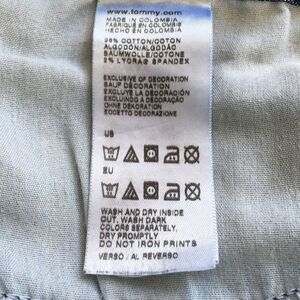 www.tommy.com
MADE IN COLOMBIA
FABRIQUÉ EN COLOMBIE
HECHO EN COLOMBIA
98% COTTON/COTON
ALGODÓN/ALGODÃO
BAUMWOLLE/COTONE
2% LYCRA® SPANDEX
EXCLUSIVE OF DECORATION
SAUF DÉCORATION
EXCLUYE LA DECORACIÓN
EXCLUINDO A DECORAÇÃO
OHNE DEKORATION
ECCETTO DECORAZIONE
US
EU
WASH AND DRY INSIDE
OUT, WASH DARK
COLORS SEPARATELY,
DRY PROMPTLY
DO NOT IRON PRINTS
VERSO / AL REVERSO